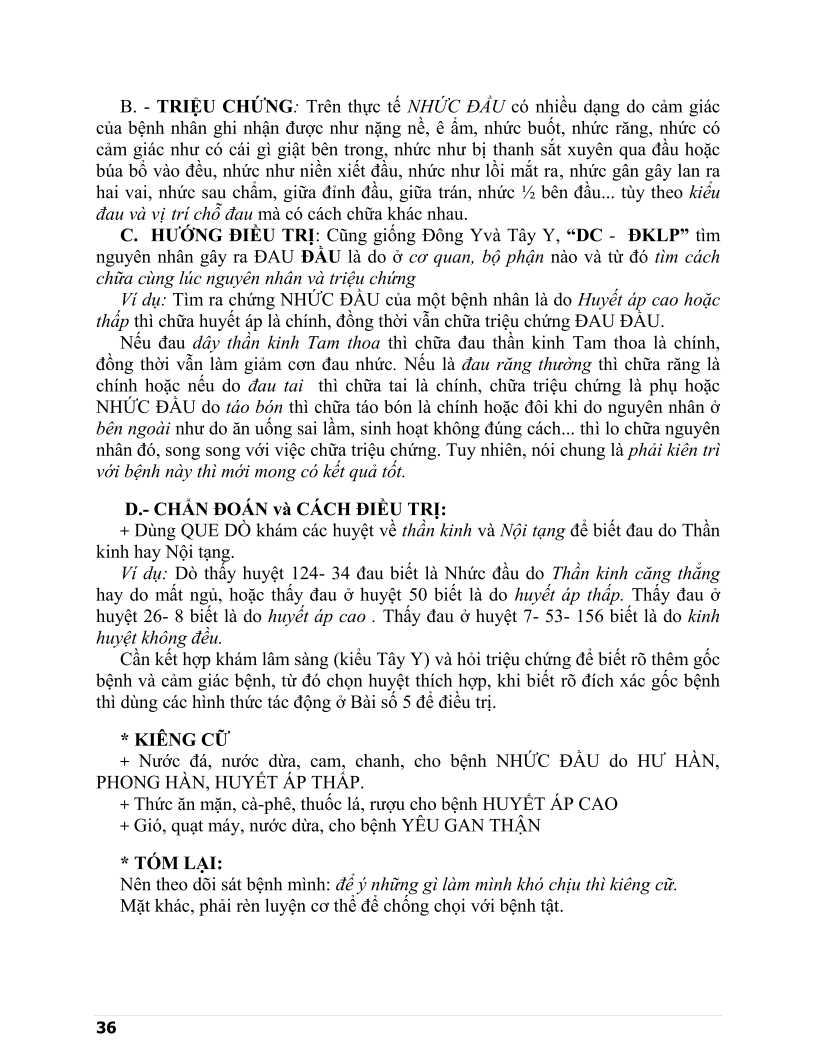 B. - TRIỆU CHỨNG: Trên thực tế NHỨC ĐẦU có nhiều dạng do cảm giác
của bệnh nhân ghi nhận được như nặng nề, ê ẩm, nhức buốt, nhức răng, nhức có
cảm giác như có cái gì giật bên trong, nhức như bị thanh sắt xuyên qua đầu hoặc
búa bổ vào đều, nhức như niền xiết đầu, nhức như lồi mắt ra, nhức gân gây lan ra
hai vai, nhức sau chẩm, giữa đỉnh đầu, giữa trán, nhức ½ bên đầu... tùy theo kiểu
đau và vị trí chỗ đau mà có cách chữa khác nhau.
C. HƯỚNG ĐIỀU TRỊ: Cũng giống Đông Yvà Tây Y, “DC - ĐKLP” tìm
nguyên nhân gây ra ĐAU ĐẦU là do ở cơ quan, bộ phận nào và từ đó tìm cách
chữa cùng lúc nguyên nhân và triệu chứng
Ví dụ: Tìm ra chứng NHỨC ĐẦU của một bệnh nhân là do Huyết áp cao hoặc
thấp thì chữa huyết áp là chính, đồng thời vẫn chữa triệu chứng ĐAU ĐẦU.
Nếu đau dây thần kinh Tam thoa thì chữa đau thần kinh Tam thoa là chính,
đồng thời vẫn làm giảm cơn đau nhức. Nếu là đau răng thường thì chữa răng là
chính hoặc nếu do đau tai thì chữa tai là chính, chữa triệu chứng là phụ hoặc
NHỨC ĐẦU do táo bón thì chữa táo bón là chính hoặc đôi khi do nguyên nhân ở
bên ngoài như do ăn uống sai lầm, sinh hoạt không đúng cách... thì lo chữa nguyên
nhân đó, song song với việc chữa triệu chứng. Tuy nhiên, nói chung là phải kiên trì
với bệnh này thì mới mong có kết quả tốt.
D.- CHẨN ĐOÁN và CÁCH ĐIỀU TRỊ:
+ Dùng QUE DÒ khám các huyệt về thần kinh và Nội tạng để biết đau do Thần
kinh hay Nội tạng.
Ví dụ: Dò thấy huyệt 124- 34 đau biết là Nhức đầu do Thần kinh căng thẳng
hay do mất ngủ, hoặc thấy đau ở huyệt 50 biết là do huyết áp thấp. Thấy đau ở
huyệt 26- 8 biết là do huyết áp cao . Thấy đau ở huyệt 7- 53- 156 biết là do kinh
huyệt không đều.
Cần kết hợp khám lâm sàng (kiểu Tây Y) và hỏi triệu chứng để biết rõ thêm gốc
bệnh và cảm giác bệnh, từ đó chọn huyệt thích hợp, khi biết rõ đích xác gốc bệnh
thì dùng các hình thức tác động ở Bài số 5 để điều trị.
* KIÊNG CỮ
+ Nước đá, nước dừa, cam, chanh, cho bệnh NHỨC ĐẦU do HƯ HÀN,
PHONG HÀN, HUYẾT ÁP THẤP.
+ Thức ăn mặn, cà-phê, thuốc lá, rượu cho bệnh HUYẾT ÁP CAO
+ Gió, quạt máy, nước dừa, cho bệnh YÊU GAN THẬN
* TÓM LẠI:
Nên theo dõi sát bệnh mình: để ý những gì làm mình khó chịu thì kiêng cữ.
Mặt khác, phải rèn luyện cơ thể để chống chọi với bệnh tật.
36